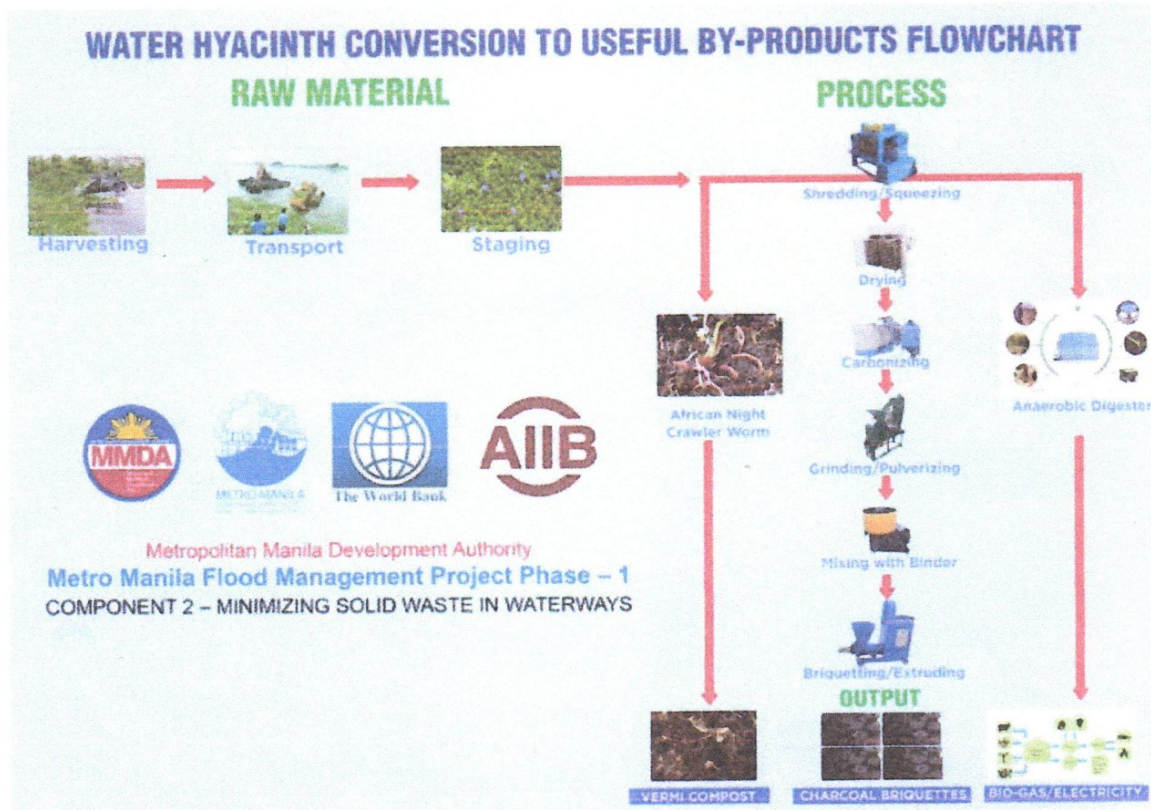 WATER HYACINTH CONVERSION TO USEFUL BY-PRODUCTS FLOWCHART
RAW MATERIAL
PROCESS
Harvesting
Transport
Staging
Shredding/Squeezing
Drying
Carbonizing
African Night
Crawler Worm
Anaerobic Digester
Grinding/Pulverizing
Mixing with Binder
Briquetting/Extruding
MMDA
METRO MANILA
The World Bank
AIIB
Metropolitan Manila Development Authority
Metro Manila Flood Management Project Phase – 1
COMPONENT 2 – MINIMIZING SOLID WASTE IN WATERWAYS
OUTPUT
VERMI COMPOST
CHARCOAL BRIQUETTES
BIO-GAS/ELECTRICITY